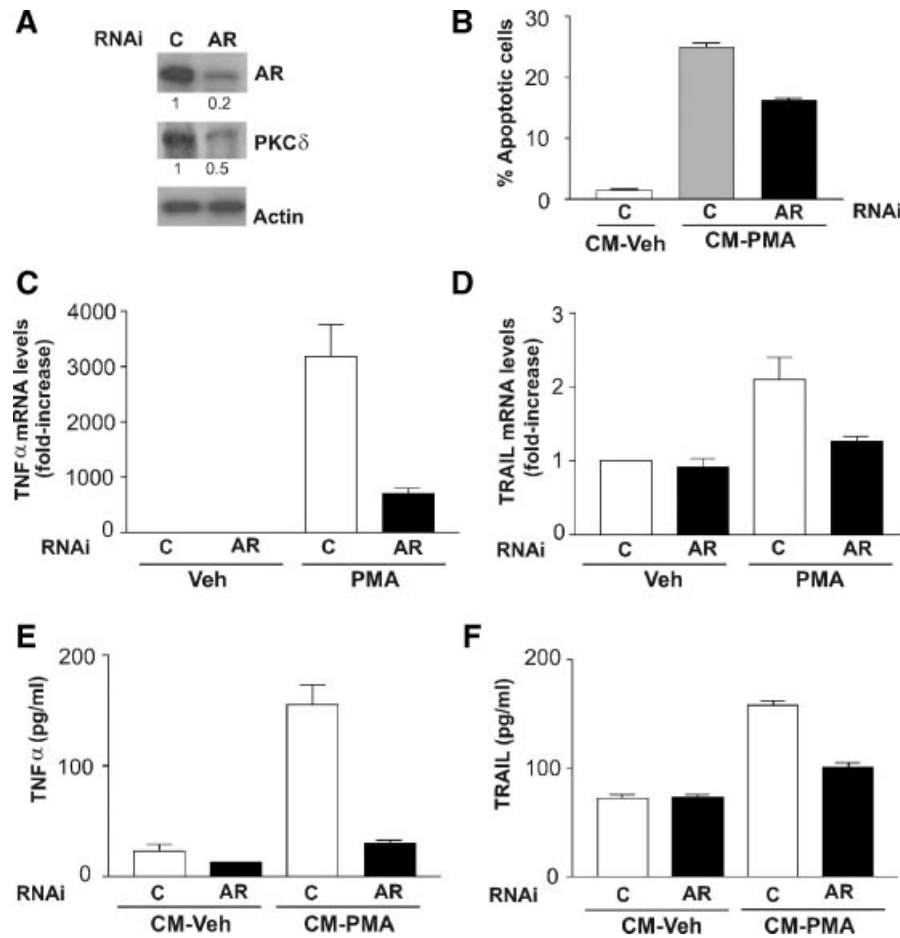 A
RNAi C AR
AR
1 0.2
PKCδ
1 0.5
Actin
B
% Apoptotic cells
30
20
10
0
C C AR RNAi
CM-Veh CM-PMA
C
TNF α mRNA levels
(fold-increase)
4000
3000
2000
1000
0
RNAi C AR C AR
Veh PMA
D
TRAIL mRNA levels
(fold-increase)
3
2
1
0
RNAi C AR C AR
Veh PMA
E
TNF α (pg/ml)
200
100
0
RNAi C AR C AR
CM-Veh CM-PMA
F
TRAIL (pg/ml)
200
100
0
RNAi C AR C AR
CM-Veh CM-PMA